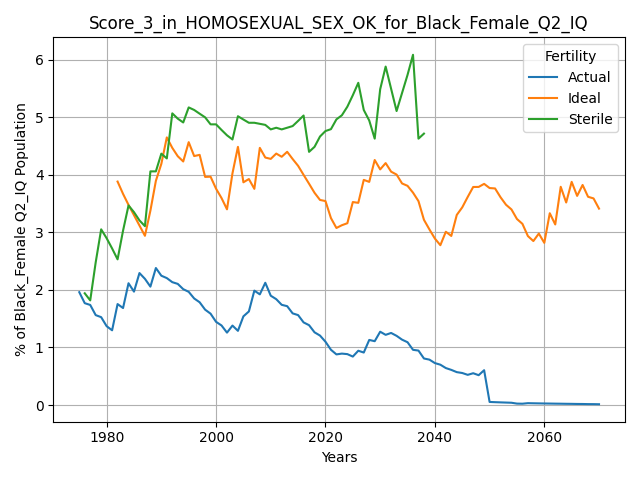 Score_3_in_HOMOSEXUAL_SEX_OK_for_Black_Female_Q2_IQ
% of Black_Female Q2_IQ Population
6
5
4
3
2
1
0
Fertility
Actual
Ideal
Sterile
1980
2000
2020
2040
2060
Years